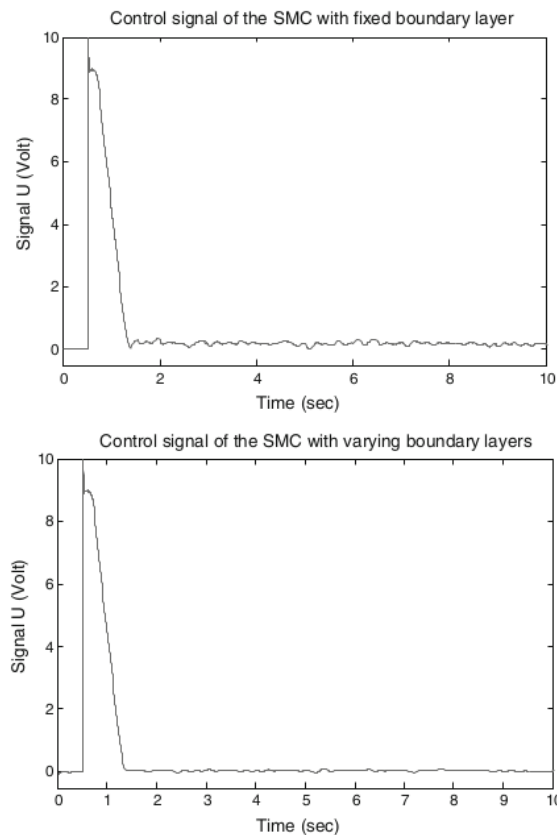 Control signal of the SMC with fixed boundary layer
10
8
6
4
2
0
Signal U (Volt)
0 2 4 6 8 10
Time (sec)
Control signal of the SMC with varying boundary layers
10
8
6
4
2
0
Signal U (Volt)
0 1 2 3 4 5 6 7 8 9 10
Time (sec)